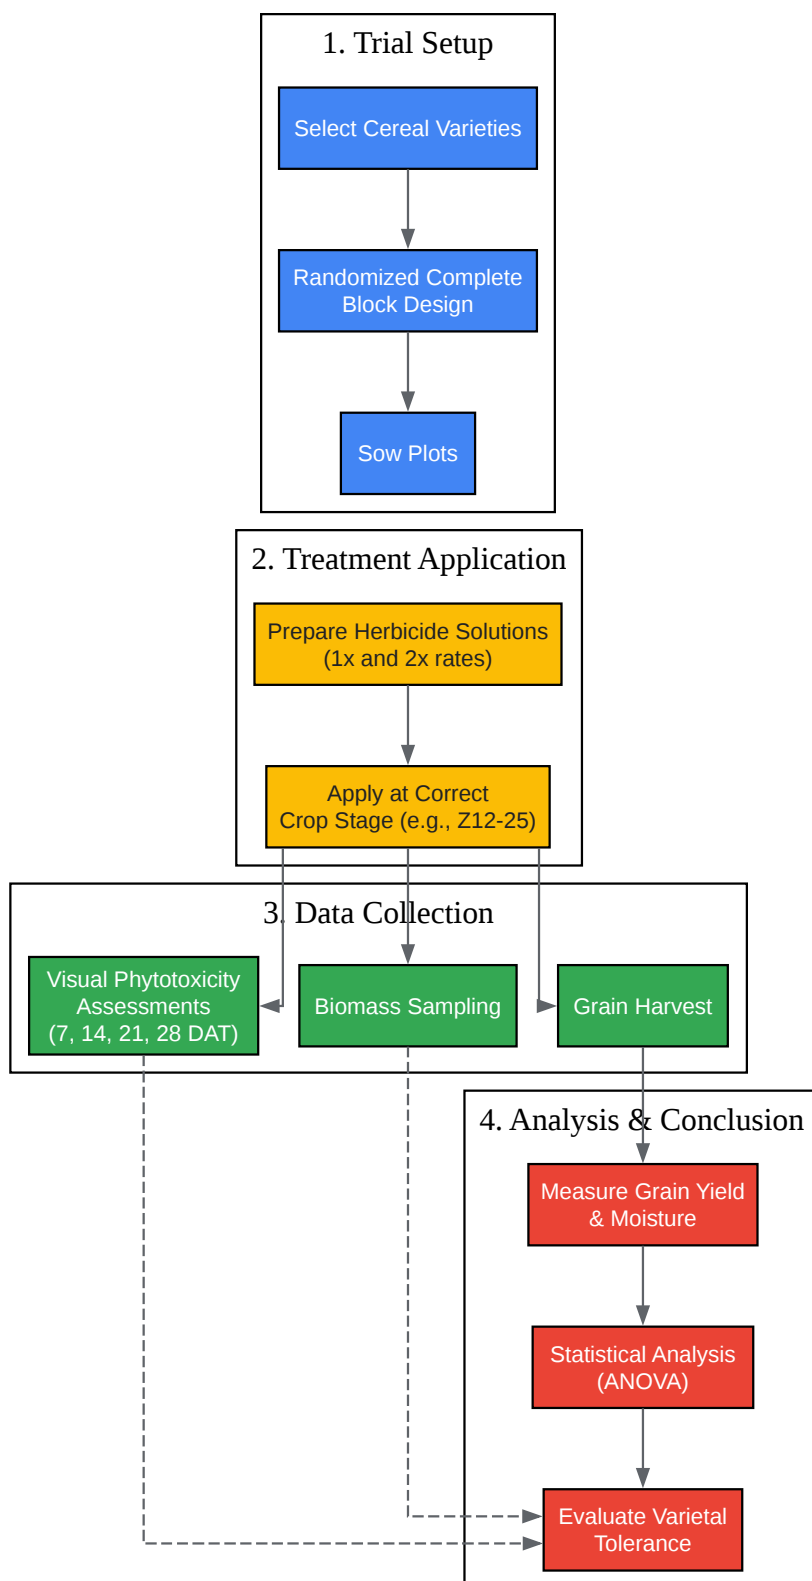 1. Trial Setup
Select Cereal Varieties
Randomized Complete
Block Design
Sow Plots
2. Treatment Application
Prepare Herbicide Solutions
(1x and 2x rates)
Apply at Correct
Crop Stage (e.g., Z12-25)
3. Data Collection
Visual Phytotoxicity
Assessments
(7, 14, 21, 28 DAT)
Biomass Sampling
Grain Harvest
4. Analysis & Conclusion
Measure Grain Yield
& Moisture
Statistical Analysis
(ANOVA)
Evaluate Varietal
Tolerance